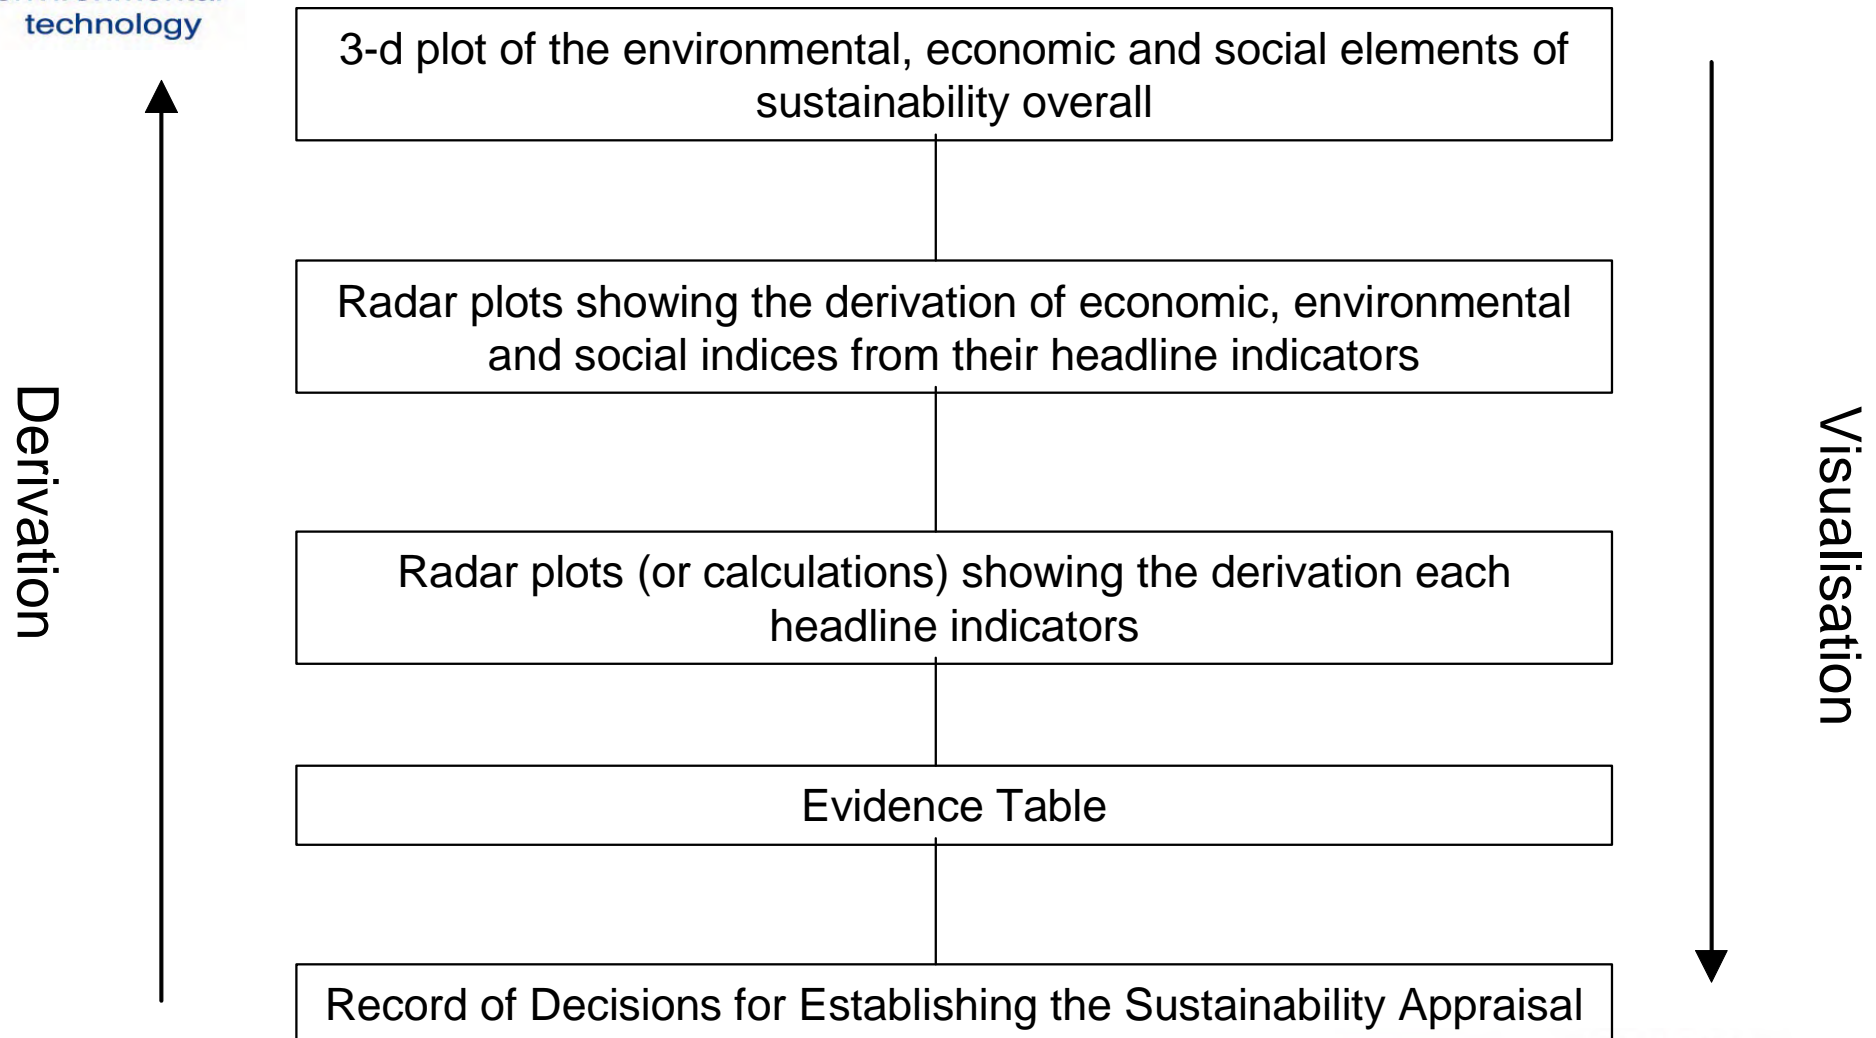 technology
3-d plot of the environmental, economic and social elements of
sustainability overall
Radar plots showing the derivation of economic, environmental
and social indices from their headline indicators
Radar plots (or calculations) showing the derivation each
headline indicators
Evidence Table
Record of Decisions for Establishing the Sustainability Appraisal
Derivation
Visualisation